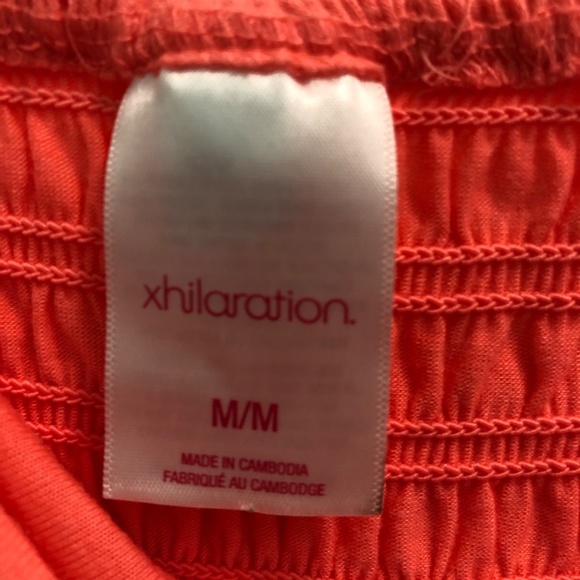 xhilaration.
M/M
MADE IN CAMBODIA
FABRIQUÉ AU CAMBODGE